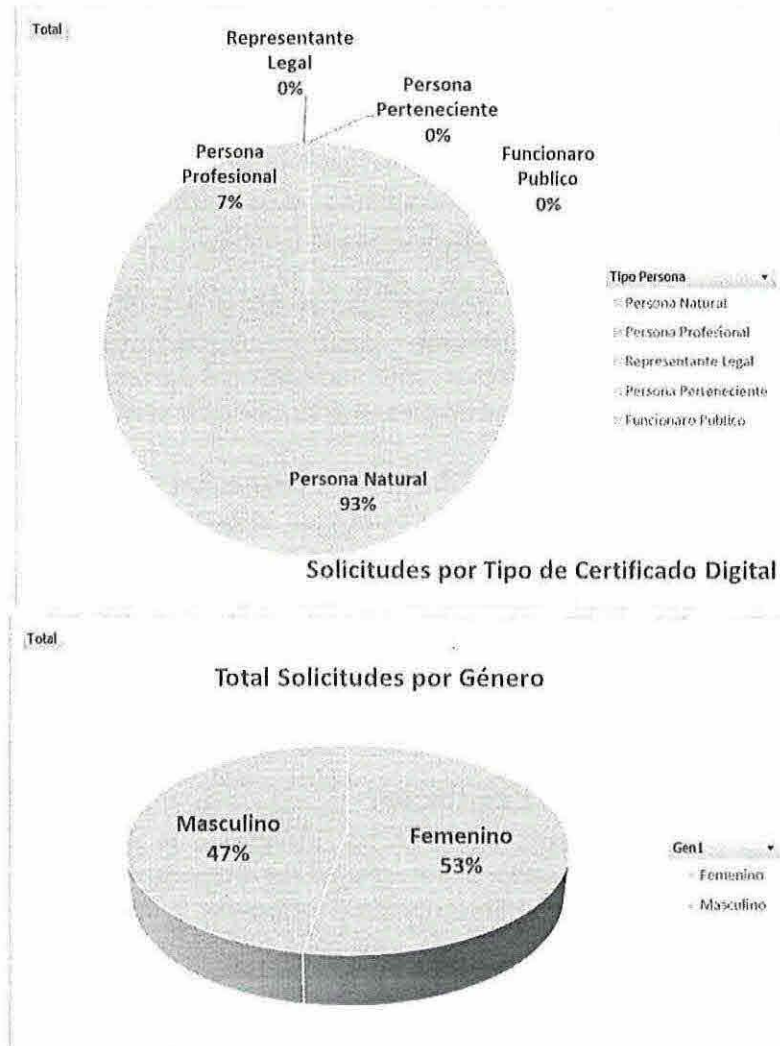 Total
Representante
Legal
0%
Persona
Perteneciente
0%
Persona
Profesional
7%
Funcionaro
Publico
0%
Tipo Persona
Persona Natural
Persona Profesional
Representante Legal
Persona Perteneciente
Funcionaro Publico
Persona Natural
93%
Solicitudes por Tipo de Certificado Digital
Total
Total Solicitudes por Género
Masculino
47%
Femenino
53%
Gen1
Femenino
Masculino